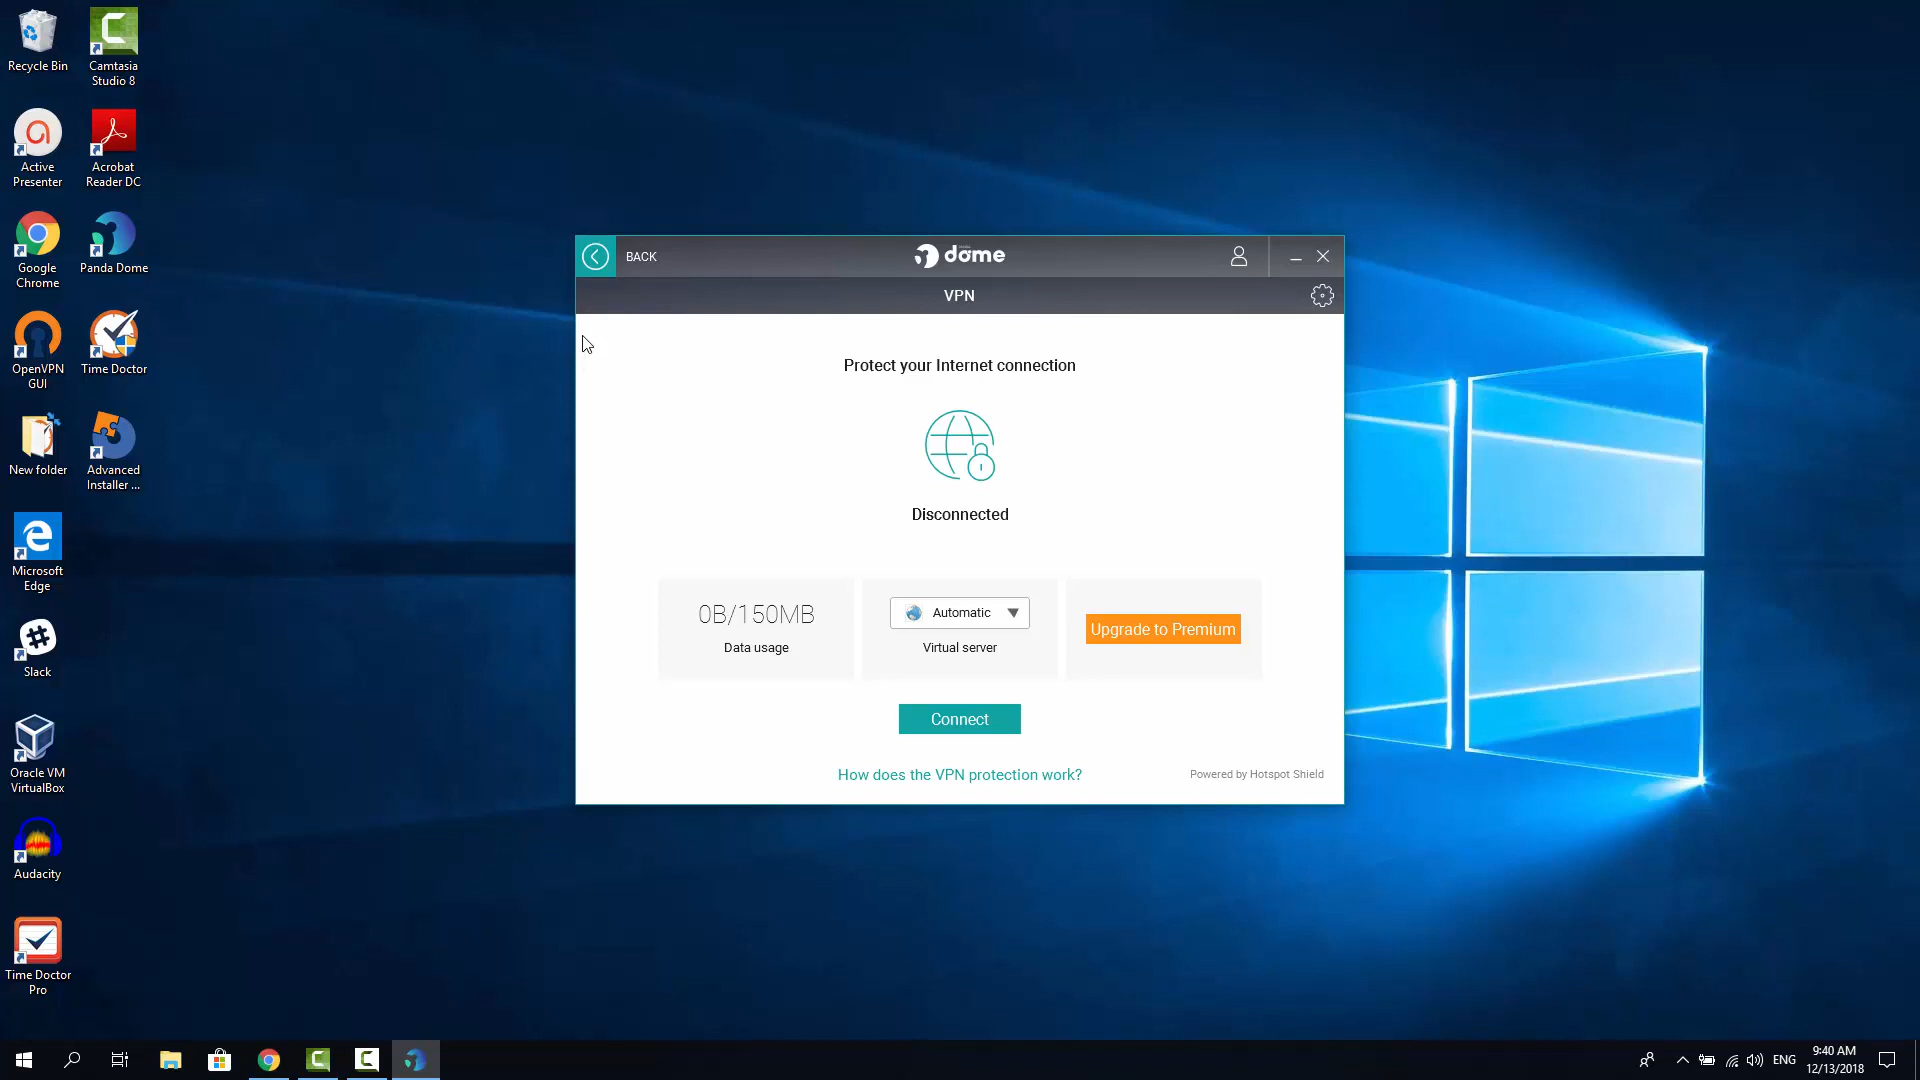 Recycle Bin
Camtasia
Studio 8
Active
Presenter
Acrobat
Reader DC
Google
Chrome
Panda Dome
OpenVPN
GUI
Time Doctor
New folder
Advanced
Installer ...
Microsoft
Edge
Slack
Oracle VM
VirtualBox
Audacity
Time Doctor
Pro
BACK
dome
VPN
Protect your Internet connection
Disconnected
0B/150MB
Data usage
Automatic
Virtual server
Upgrade to Premium
Connect
How does the VPN protection work?
Powered by Hotspot Shield
ENG
9:40 AM
12/13/2018